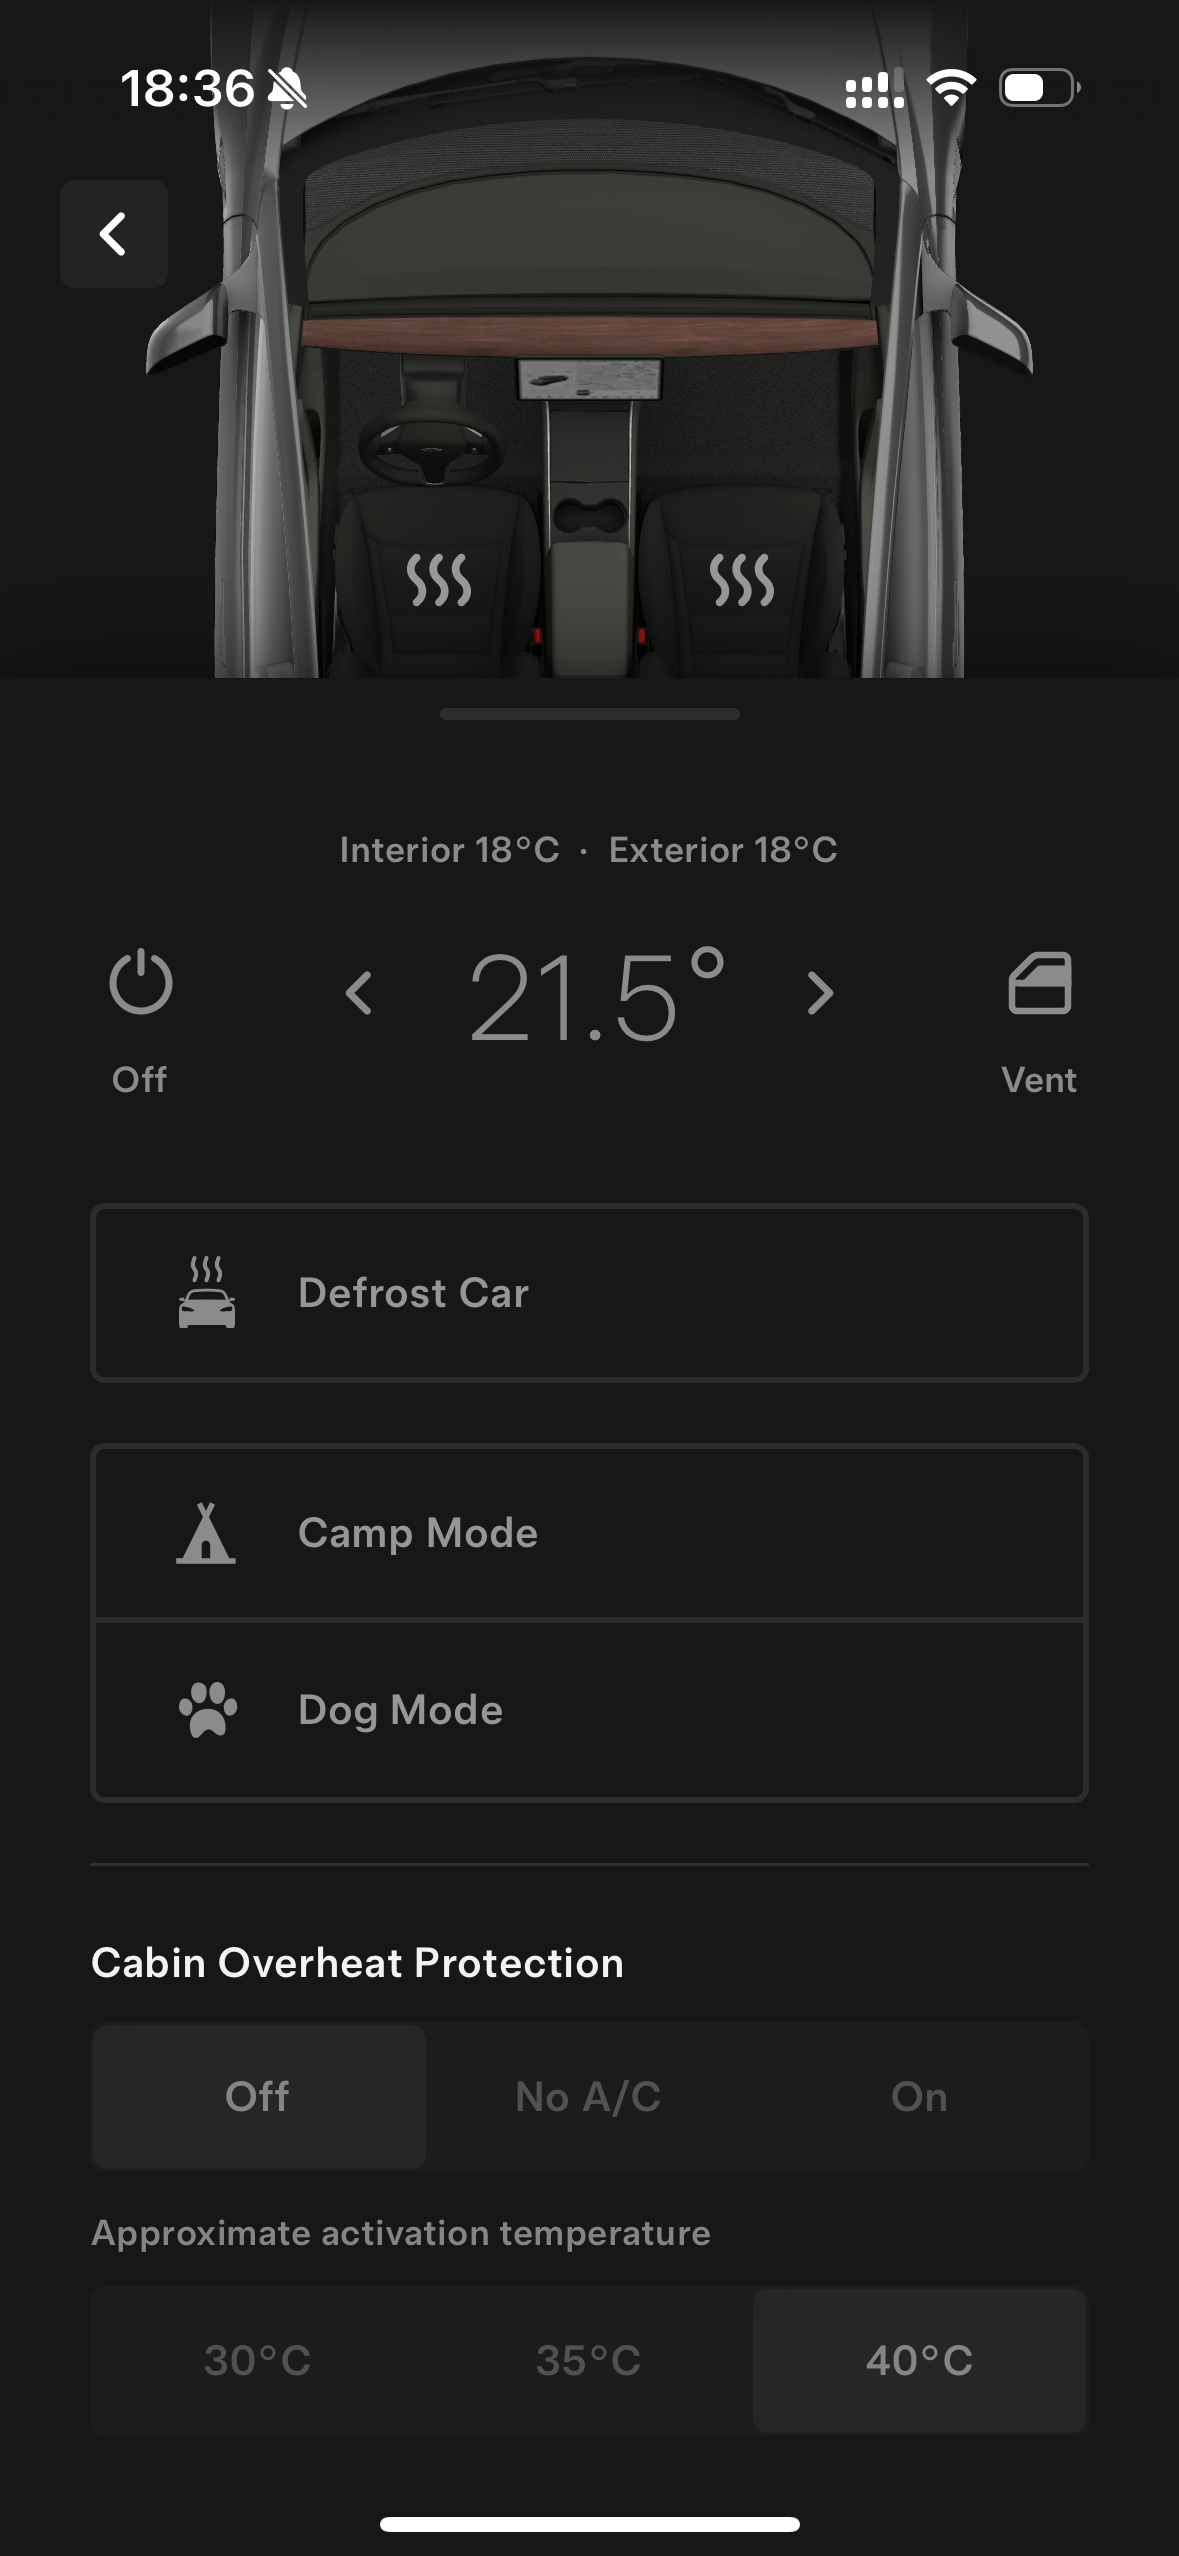 18:36
Interior 18°C · Exterior 18°C
21.5°
Off
Vent
Defrost Car
Camp Mode
Dog Mode
Cabin Overheat Protection
Off No A/C On
Approximate activation temperature
30°C 35°C 40°C